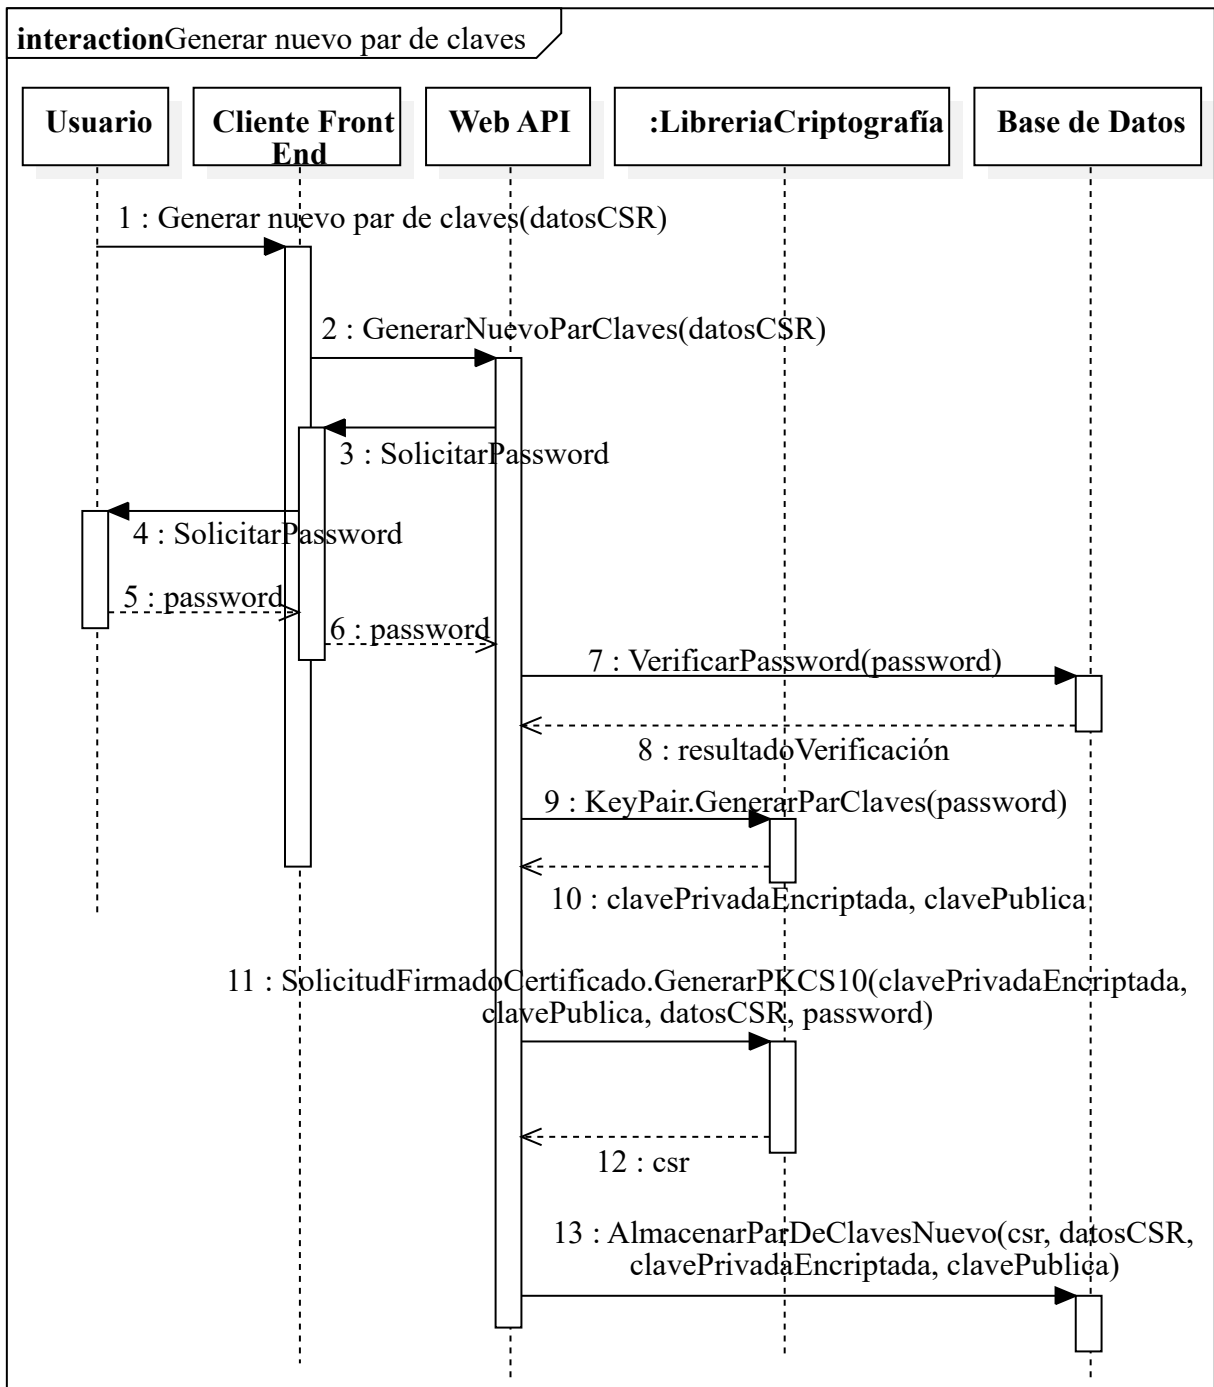 interactionGenerar nuevo par de claves
Usuario
Cliente Front
End
Web API
:LibreriaCriptografía
Base de Datos
1 : Generar nuevo par de claves(datosCSR)
2 : GenerarNuevoParClaves(datosCSR)
3 : SolicitarPassword
4 : SolicitarPassword
5 : password
6 : password
7 : VerificarPassword(password)
8 : resultadoVerificación
9 : KeyPair.GenerarParClaves(password)
10 : clavePrivadaEncriptada, clavePublica
11 : SolicitudFirmadoCertificado.GenerarPKCS10(clavePrivadaEncriptada,
clavePublica, datosCSR, password)
12 : csr
13 : AlmacenarParDeClavesNuevo(csr, datosCSR,
clavePrivadaEncriptada, clavePublica)